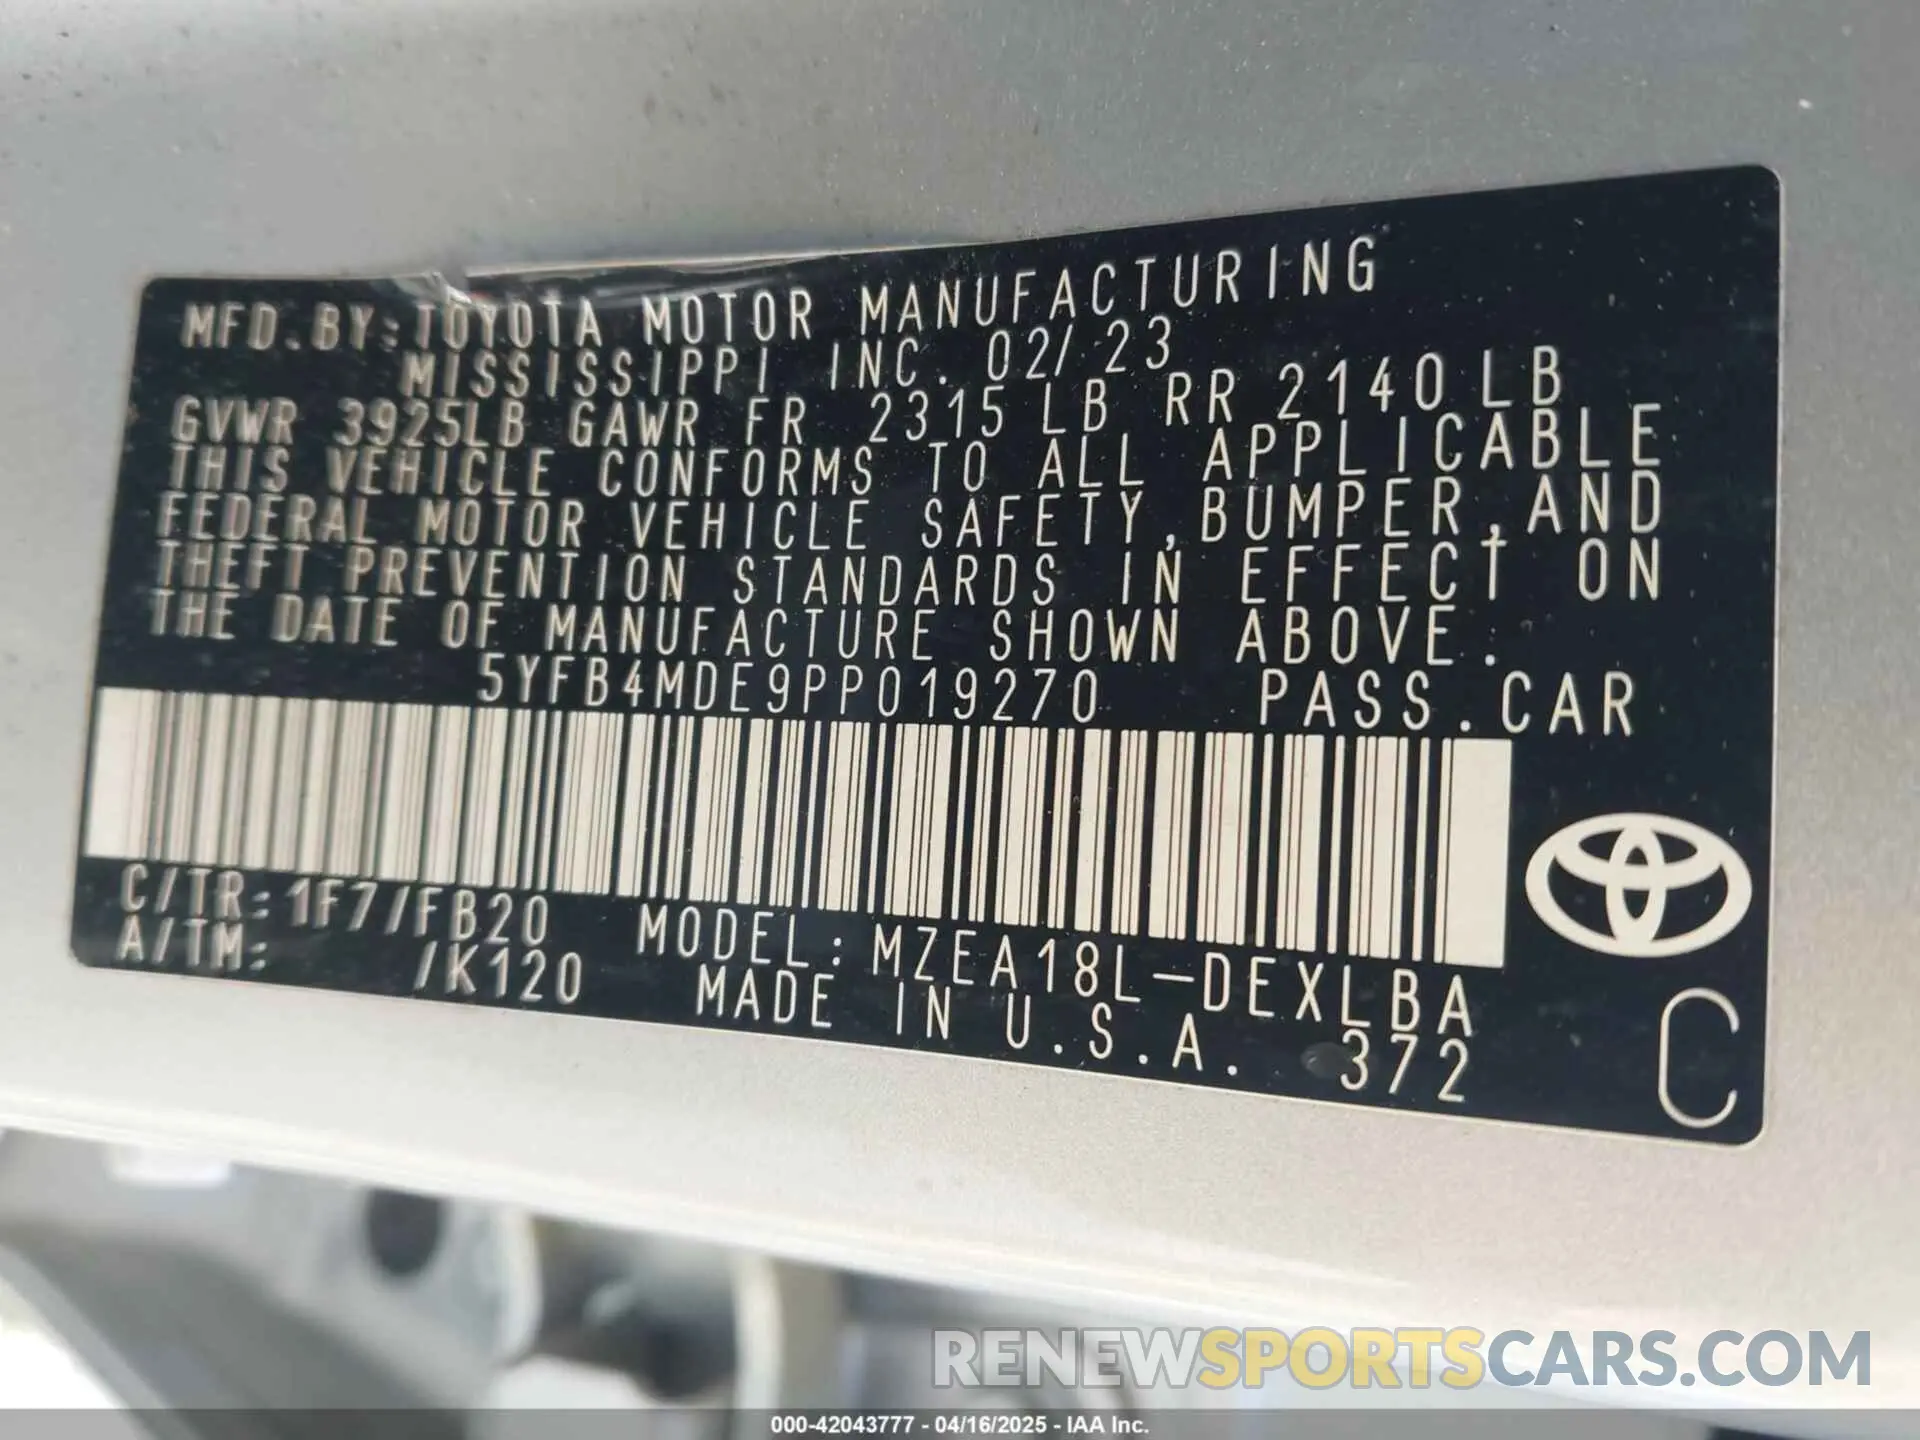 MFD.BY:TOYOTA MOTOR MANUFACTURING
MISSISSIPPI INC. 02/23
GVWR 3925LB GAWR FR 2315LB RR 2140LB
THIS VEHICLE CONFORMS TO ALL APPLICABLE
FEDERAL MOTOR VEHICLE SAFETY,BUMPER,AND
THEFT PREVENTION STANDARDS IN EFFECT ON
THE DATE OF MANUFACTURE SHOWN ABOVE.
5YFB4MDE9PP019270 PASS.CAR
C/TR:1F7/FB20 MODEL:MZEA18L-DEXLBA
A/TM: /K120 MADE IN U.S.A. 372
C
RENEWSPORTSCARS.COM
000-42043777 - 04/16/2025 - IAA Inc.